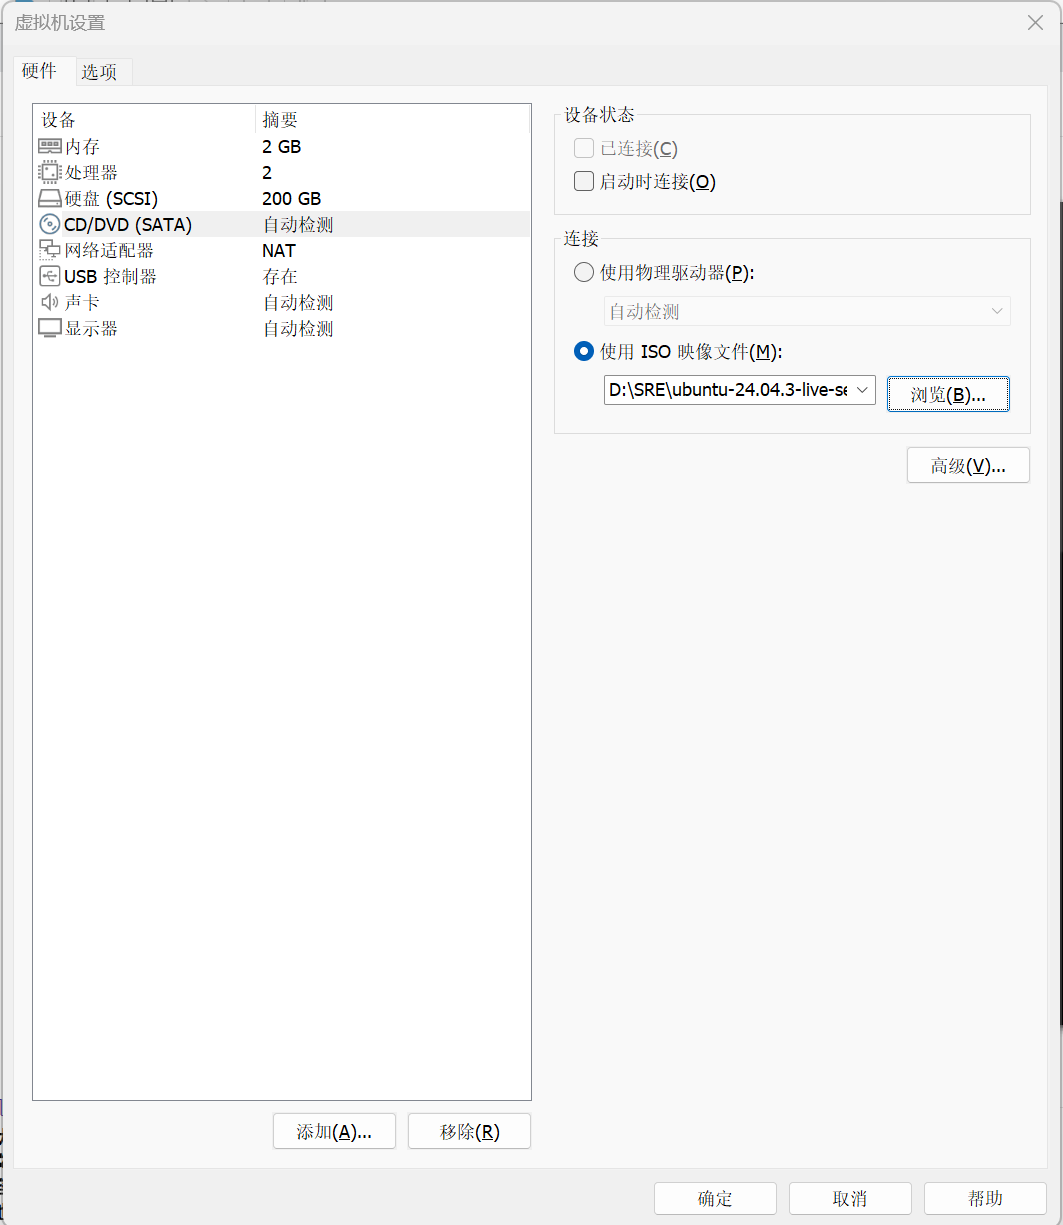 虚拟机设置
硬件 选项
设备 摘要
内存 2 GB
处理器 2
硬盘 (SCSI) 200 GB
CD/DVD (SATA) 自动检测
网络适配器 NAT
USB 控制器 存在
声卡 自动检测
显示器 自动检测
添加(A)... 移除(R)
设备状态
已连接(C)
启动时连接(O)
连接
使用物理驱动器(P):
自动检测
使用 ISO 映像文件(M):
D:\SRE\ubuntu-24.04.3-live-se 浏览(B)...
高级(V)...
确定 取消 帮助